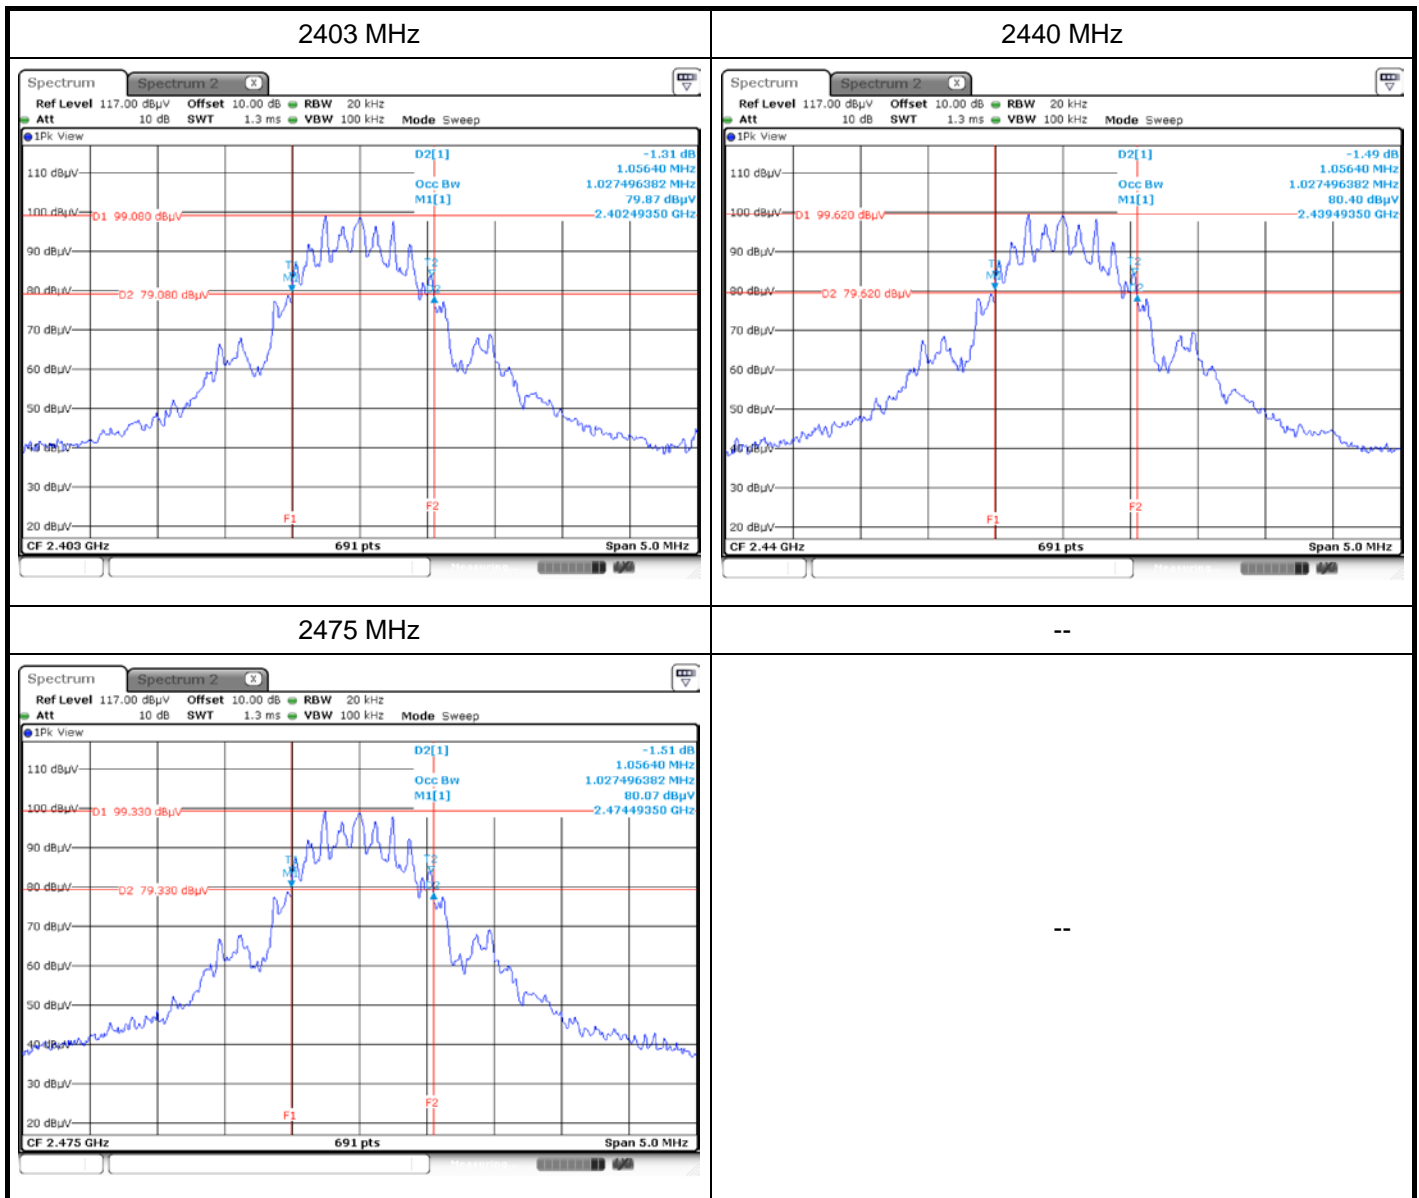 2403 MHz
2440 MHz
Spectrum Spectrum 2 X
Ref Level 117.00 dBµV Offset 10.00 dB RBW 20 kHz
Att 10 dB SWT 1.3 ms VBW 100 kHz Mode Sweep
1Pk View
D2[1] -1.31 dB
1.05640 MHz
Occ Bw 1.027496382 MHz
M1[1] 79.87 dBµV
2.40249350 GHz
110 dBµV
100 dBµV
D1 99.080 dBµV
90 dBµV
T1
T2
M1
80 dBµV
D2 79.080 dBµV
70 dBµV
60 dBµV
50 dBµV
40 dBµV
30 dBµV
F2
F1
20 dBµV
CF 2.403 GHz 691 pts Span 5.0 MHz
Spectrum Spectrum 2 X
Ref Level 117.00 dBµV Offset 10.00 dB RBW 20 kHz
Att 10 dB SWT 1.3 ms VBW 100 kHz Mode Sweep
1Pk View
D2[1] -1.49 dB
1.05640 MHz
Occ Bw 1.027496382 MHz
M1[1] 80.40 dBµV
2.43949350 GHz
110 dBµV
100 dBµV
D1 99.620 dBµV
90 dBµV
T2
80 dBµV
D2 79.620 dBµV
70 dBµV
60 dBµV
50 dBµV
40 dBµV
30 dBµV
F2
F1
20 dBµV
CF 2.44 GHz 691 pts Span 5.0 MHz
Measuring...
2475 MHz
--
Spectrum Spectrum 2 X
Ref Level 117.00 dBµV Offset 10.00 dB RBW 20 kHz
Att 10 dB SWT 1.3 ms VBW 100 kHz Mode Sweep
1Pk View
D2[1] -1.51 dB
1.05640 MHz
Occ Bw 1.027496382 MHz
M1[1] 80.07 dBµV
2.47449350 GHz
110 dBµV
100 dBµV
D1 99.330 dBµV
90 dBµV
T1
T2
M1
80 dBµV
D2 79.330 dBµV
70 dBµV
60 dBµV
50 dBµV
40 dBµV
30 dBµV
F2
F1
20 dBµV
CF 2.475 GHz 691 pts Span 5.0 MHz
Measuring...
--